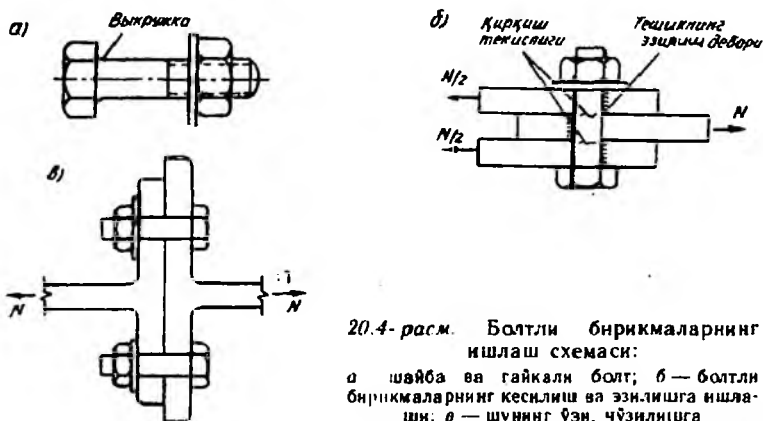 а)
Выкружка
б)
Қирқиш
текислиги
Тешикнинг
эзилиш девори
N/2
N/2
N
в)
N
N
20.4-расм. Болтли бирикмаларнинг
ишлаш схемаси:
а шайба ва гайкали болт; б — болтли
бирикмаларнинг кесилиш ва эзилишга ишла-
ши; в — шунинг ўзи, чўзилишга